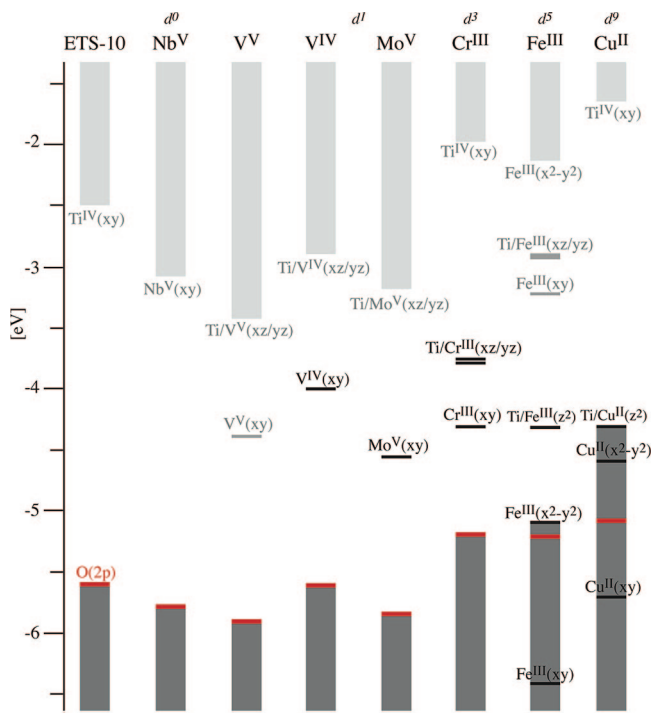 d⁰ d¹ d³ d⁵ d⁹
ETS-10 Nbⱽ Vⱽ Vᴵⱽ Moⱽ Crᴵᴵᴵ Feᴵᴵᴵ Cuᴵᴵ
Tiᴵⱽ(xy)
-2
Tiᴵⱽ(xy)
Feᴵᴵᴵ(x²-y²)
Tiᴵⱽ(xy)
Ti/Feᴵᴵᴵ(xz/yz)
-3
Ti/Vᴵⱽ(xz/yz)
Feᴵᴵᴵ(xy)
Nbⱽ(xy)
Ti/Moⱽ(xz/yz)
Ti/Vⱽ(xz/yz)
[eV]
Ti/Crᴵᴵᴵ(xz/yz)
Vᴵⱽ(xy)
-4
Vⱽ(xy)
Crᴵᴵᴵ(xy)
Ti/Feᴵᴵᴵ(z²)
Ti/Cuᴵᴵ(z²)
Moⱽ(xy)
Cuᴵᴵ(x²-y²)
-5
Feᴵᴵᴵ(x²-y²)
O(2p)
Cuᴵᴵ(xy)
-6
Feᴵᴵᴵ(xy)